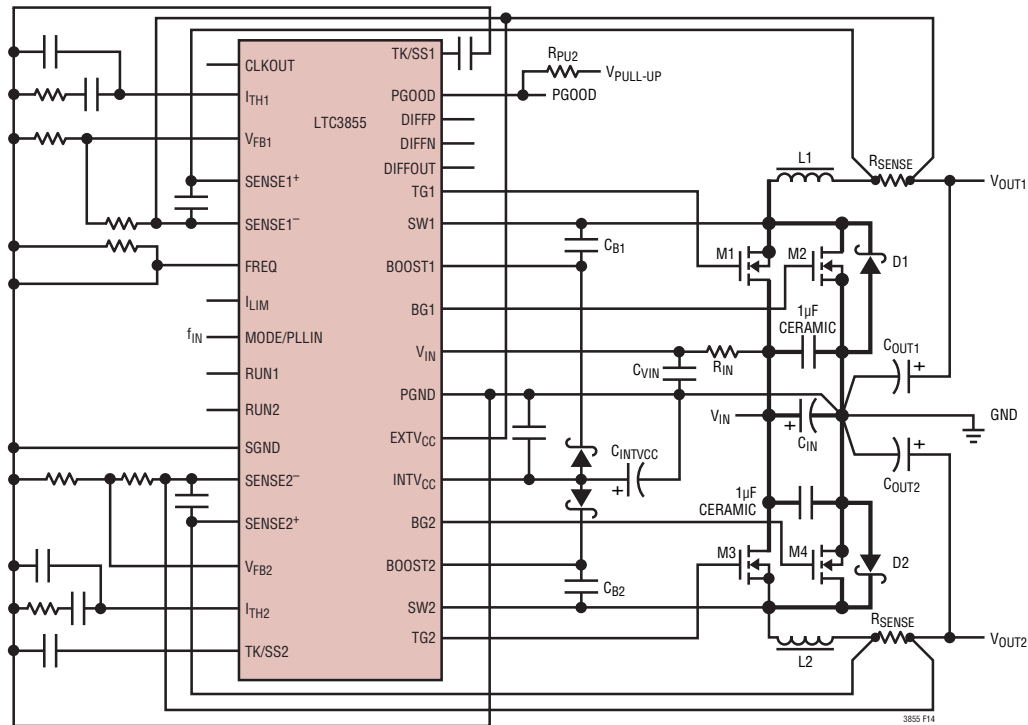 TK/SS1
RPU2
VPULL-UP
CLKOUT
ITH1
PGOOD
PGOOD
LTC3855
DIFFP
VFB1
DIFFN
DIFFOUT
L1
RSENSE
SENSE1+
TG1
VOUT1
SENSE1–
SW1
CB1
M1
M2
D1
FREQ
BOOST1
ILIM
BG1
1µF
CERAMIC
fIN
MODE/PLLIN
VIN
RIN
COUT1
+
RUN1
CVIN
PGND
RUN2
VIN
GND
+
CIN
EXTVCC
SGND
CINTVCC
+
+
COUT2
SENSE2–
INTVCC
1µF
CERAMIC
SENSE2+
BG2
M3
M4
D2
VFB2
BOOST2
CB2
ITH2
SW2
RSENSE
TG2
VOUT2
TK/SS2
L2
3855 F14